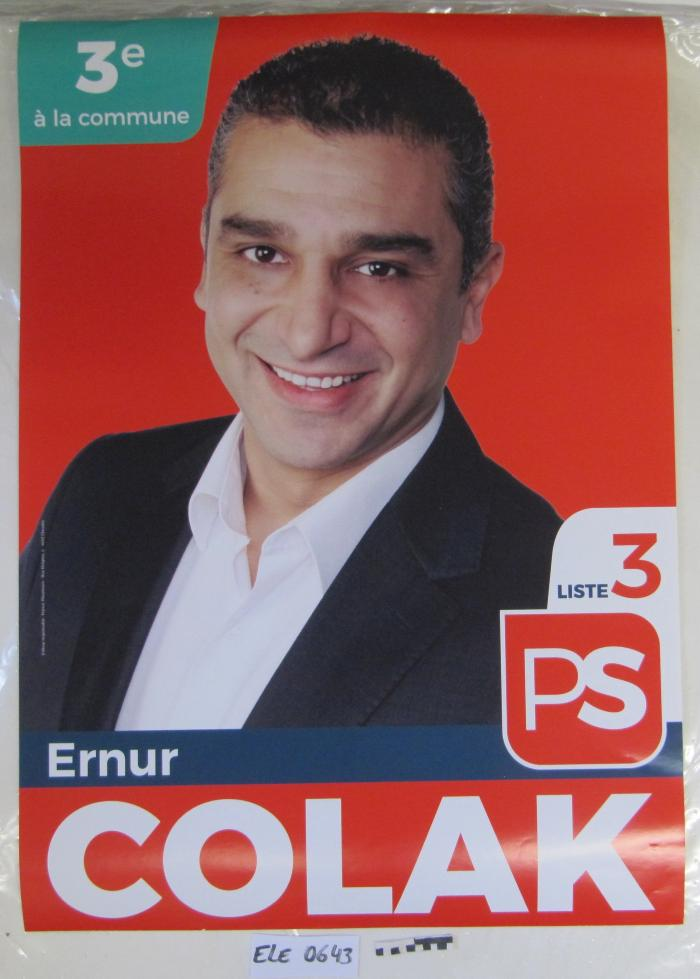 3e
à la commune
LISTE 3
PS
Ernur
COLAK
ELE 0643